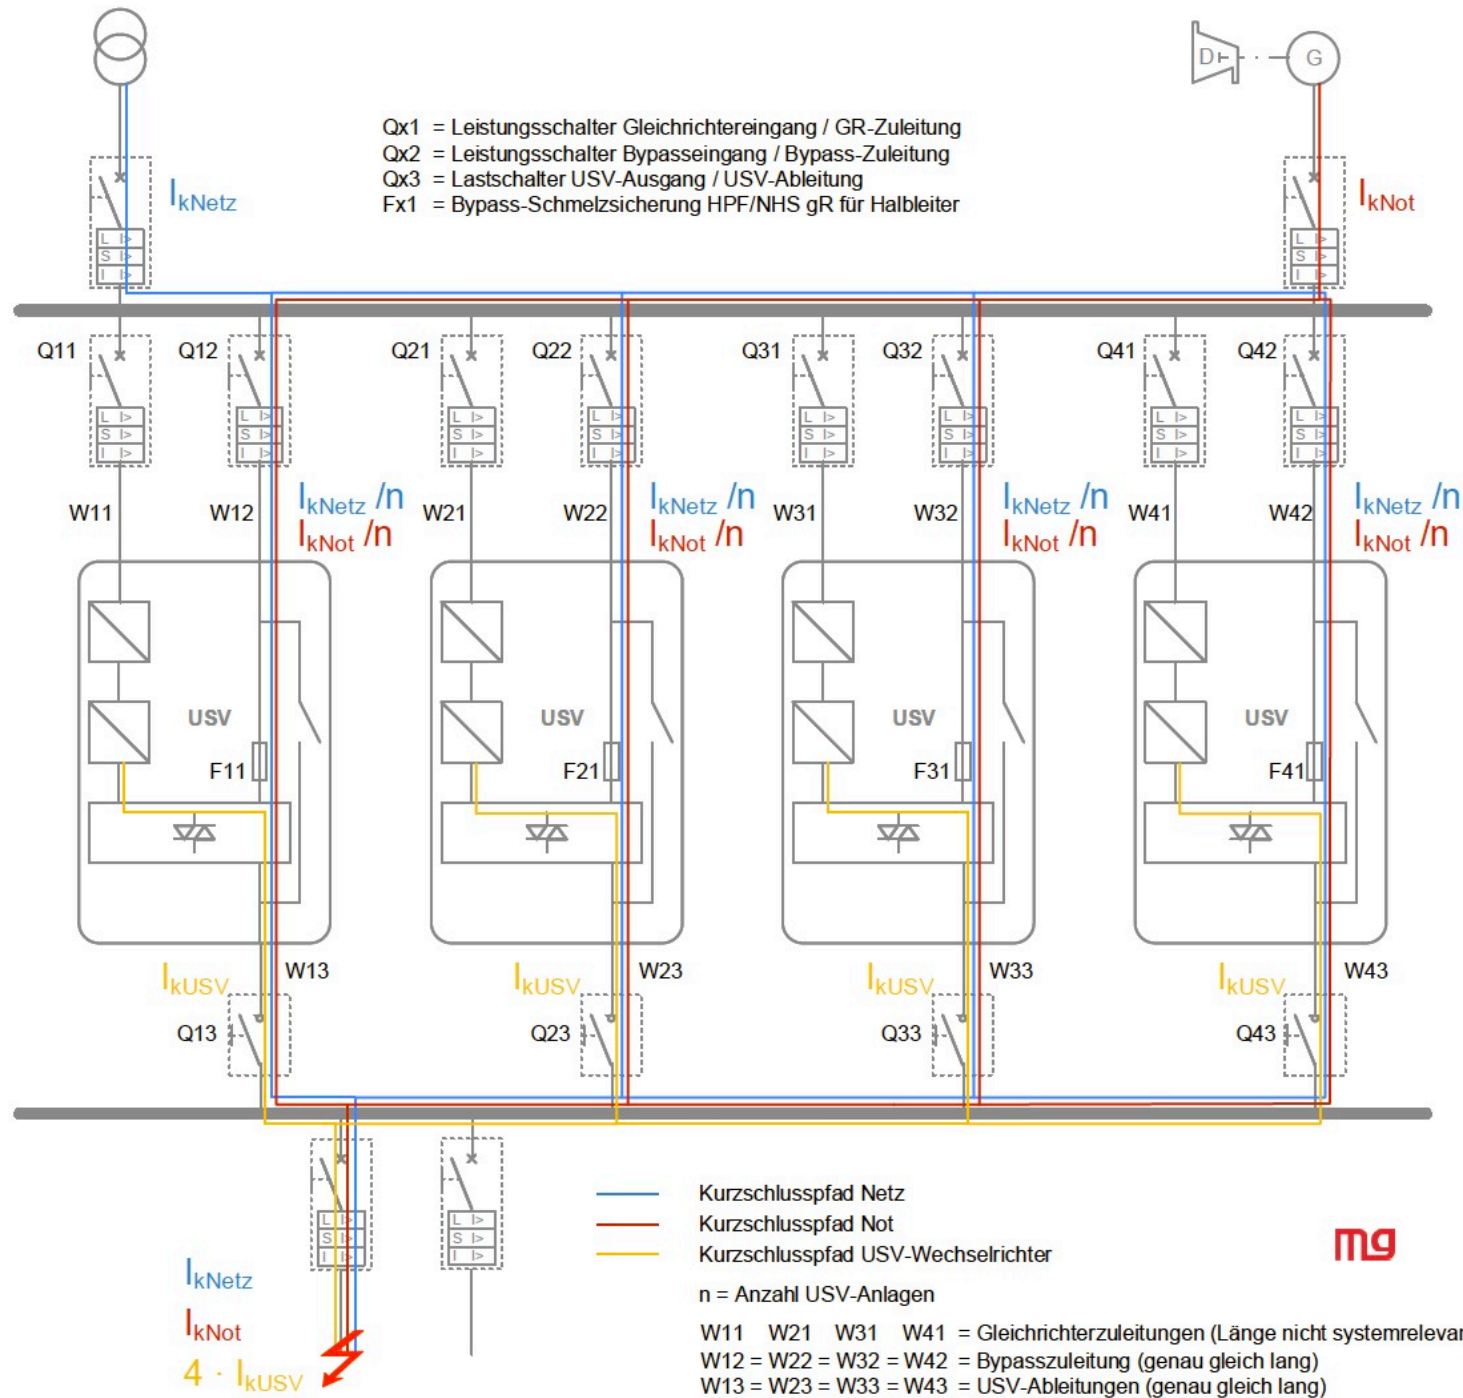 D G
Qx1 = Leistungsschalter Gleichrichtereingang / GR-Zuleitung
Qx2 = Leistungsschalter Bypasseingang / Bypass-Zuleitung
Qx3 = Lastschalter USV-Ausgang / USV-Ableitung
Fx1 = Bypass-Schmelzsicherung HPF/NHS gR für Halbleiter
IkNetz IkNot
L I> L I>
S I> S I>
I I> I I>
Q11 Q12 Q21 Q22 Q31 Q32 Q41 Q42
L I> L I> L I> L I> L I> L I> L I> L I>
S I> S I> S I> S I> S I> S I> S I> S I>
I I> I I> I I> I I> I I> I I> I I> I I>
IkNetz /n IkNetz /n IkNetz /n IkNetz /n
W11 W12 W21 W22 W31 W32 W41 W42
IkNot /n IkNot /n IkNot /n IkNot /n
USV USV USV USV
F11 F21 F31 F41
W13 W23 W33 W43
IkUSV IkUSV IkUSV IkUSV
Q13 Q23 Q33 Q43
L I> L I>
S I> S I>
I I> I I>
Kurzschlusspfad Netz
Kurzschlusspfad Not
Kurzschlusspfad USV-Wechselrichter
mg
IkNetz
IkNot
4 · IkUSV
n = Anzahl USV-Anlagen
W11 W21 W31 W41 = Gleichrichterzuleitungen (Länge nicht systemrelevan
W12 = W22 = W32 = W42 = Bypasszuleitung (genau gleich lang)
W13 = W23 = W33 = W43 = USV-Ableitungen (genau gleich lang)